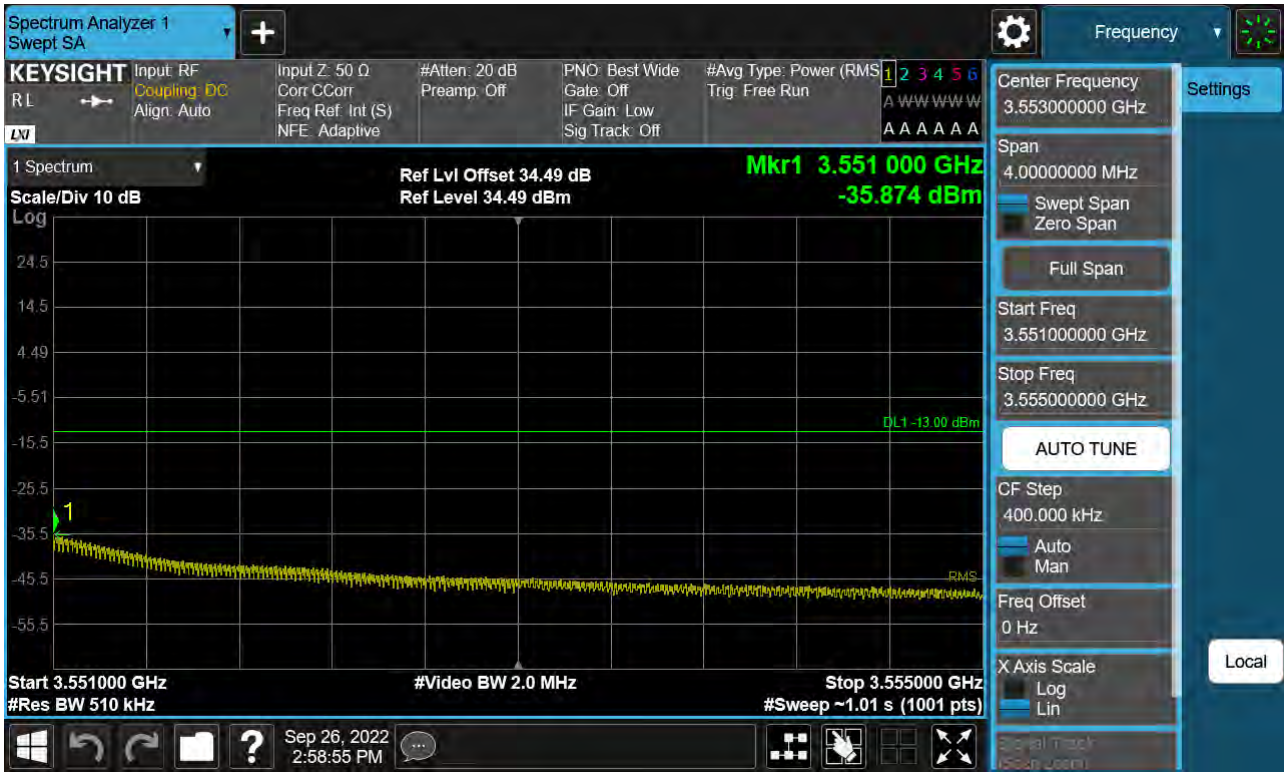 Spectrum Analyzer 1
Swept SA
+
Frequency
KEYSIGHT
RL
LXI
Input: RF
Coupling: DC
Align: Auto
Input Z: 50 Ω
Corr CCorr
Freq Ref: Int (S)
NFE: Adaptive
#Atten: 20 dB
Preamp: Off
PNO: Best Wide
Gate: Off
IF Gain: Low
Sig Track: Off
#Avg Type: Power (RMS
Trig: Free Run
1 2 3 4 5 6
A W W W W W
A A A A A A
1 Spectrum
Scale/Div 10 dB
Log
Ref Lvl Offset 34.49 dB
Ref Level 34.49 dBm
Mkr1 3.551 000 GHz
-35.874 dBm
24.5
14.5
4.49
-5.51
-15.5
-25.5
-35.5
-45.5
-55.5
DL1 -13.00 dBm
1
RMS
Start 3.551000 GHz
#Res BW 510 kHz
#Video BW 2.0 MHz
Stop 3.555000 GHz
#Sweep ~1.01 s (1001 pts)
Center Frequency
3.553000000 GHz
Span
4.00000000 MHz
Swept Span
Zero Span
Full Span
Start Freq
3.551000000 GHz
Stop Freq
3.555000000 GHz
AUTO TUNE
CF Step
400.000 kHz
Auto
Man
Freq Offset
0 Hz
X Axis Scale
Log
Lin
Signal Track
(Span Zoom)
Settings
Local
?
Sep 26, 2022
2:58:55 PM